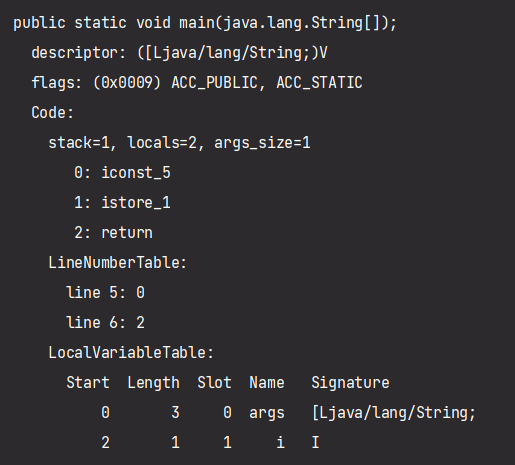 public static void main(java.lang.String[]);
  descriptor: ([Ljava/lang/String;)V
  flags: (0x0009) ACC_PUBLIC, ACC_STATIC
  Code:
    stack=1, locals=2, args_size=1
       0: iconst_5
       1: istore_1
       2: return
    LineNumberTable:
      line 5: 0
      line 6: 2
    LocalVariableTable:
      Start  Length  Slot  Name   Signature
          0       3     0  args   [Ljava/lang/String;
          2       1     1     i   I